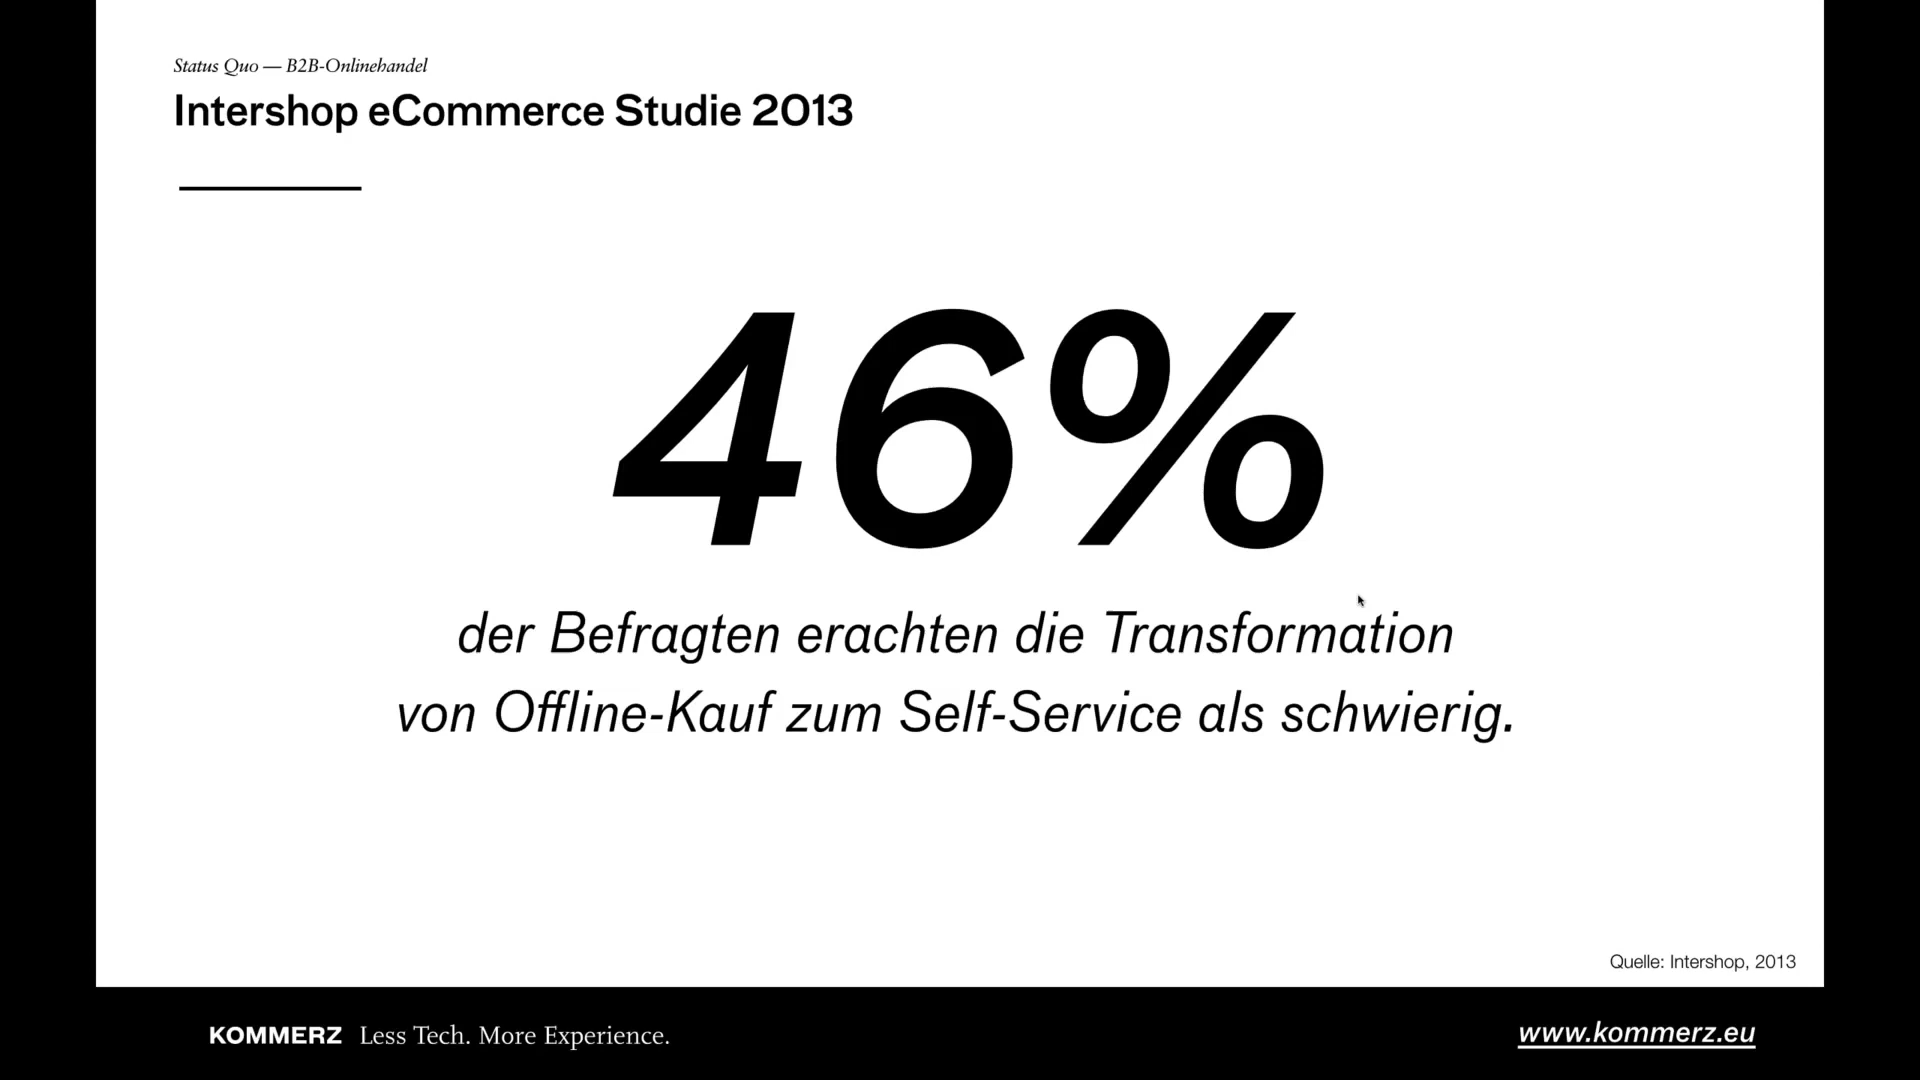 Status Quo — B2B-Onlinehandel
Intershop eCommerce Studie 2013
46%
der Befragten erachten die Transformation
von Offline-Kauf zum Self-Service als schwierig.
Quelle: Intershop, 2013
KOMMERZ Less Tech. More Experience.
www.kommerz.eu